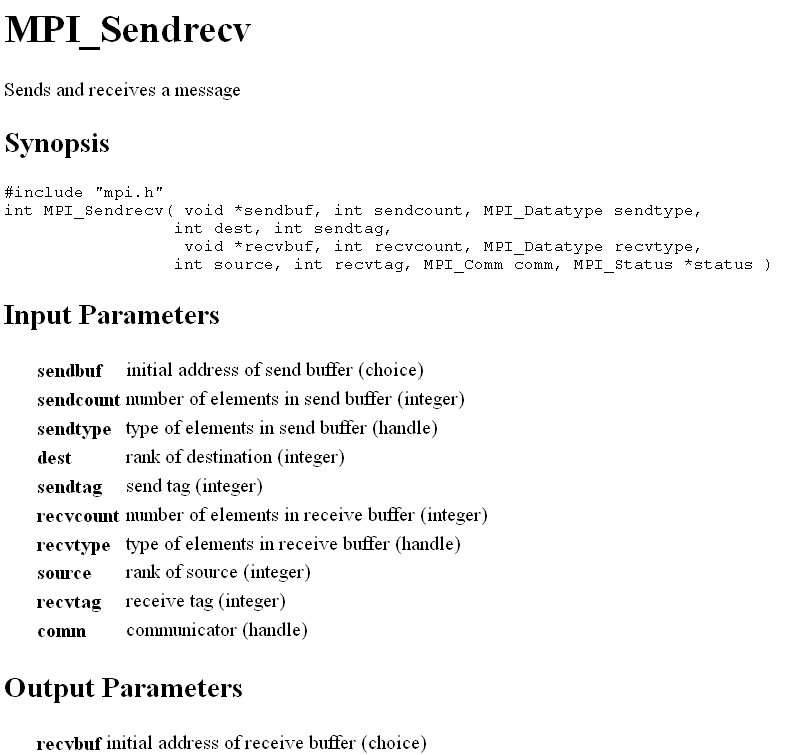 MPI_Sendrecv
Sends and receives a message
Synopsis
#include "mpi.h"
int MPI_Sendrecv( void *sendbuf, int sendcount, MPI_Datatype sendtype,
int dest, int sendtag,
void *recvbuf, int recvcount, MPI_Datatype recvtype,
int source, int recvtag, MPI_Comm comm, MPI_Status *status )
Input Parameters
sendbuf initial address of send buffer (choice)
sendcount number of elements in send buffer (integer)
sendtype type of elements in send buffer (handle)
dest rank of destination (integer)
sendtag send tag (integer)
recvcount number of elements in receive buffer (integer)
recvtype type of elements in receive buffer (handle)
source rank of source (integer)
recvtag receive tag (integer)
comm communicator (handle)
Output Parameters
recvbuf initial address of receive buffer (choice)